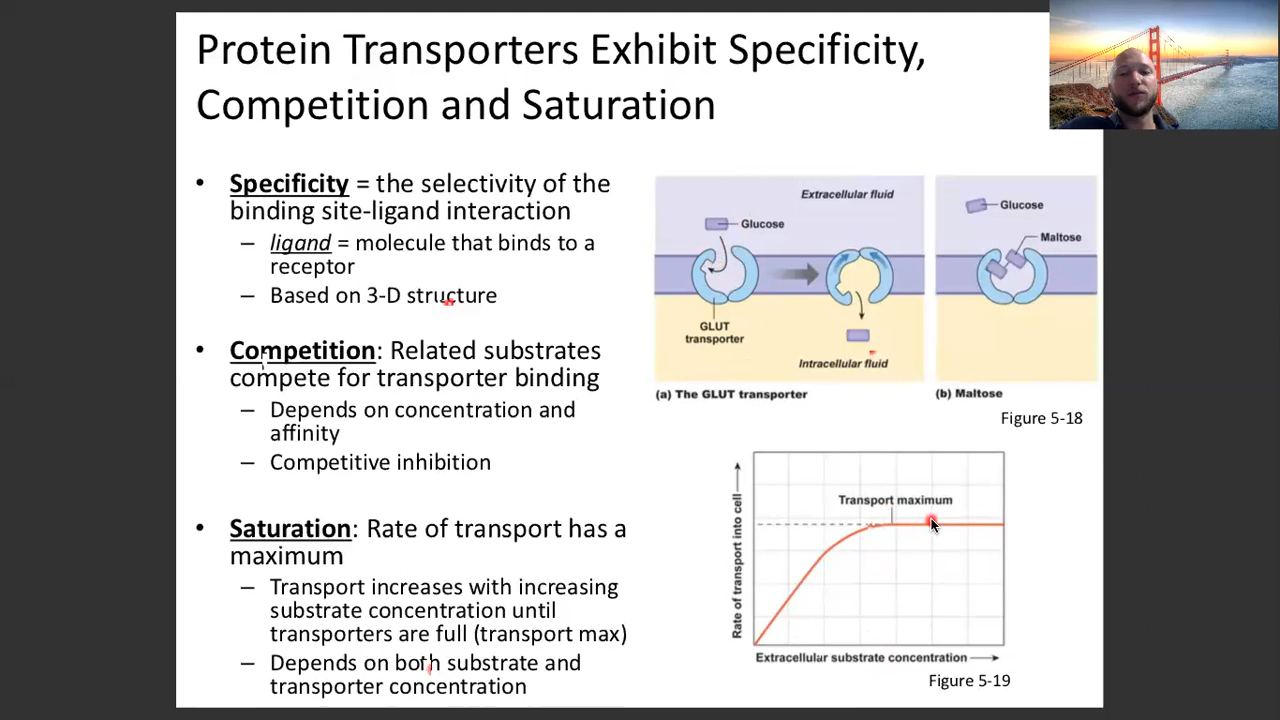 Protein Transporters Exhibit Specificity,
Competition and Saturation
• Specificity = the selectivity of the
binding site-ligand interaction
– ligand = molecule that binds to a
receptor
– Based on 3-D structure
• Competition: Related substrates
compete for transporter binding
– Depends on concentration and
affinity
– Competitive inhibition
• Saturation: Rate of transport has a
maximum
– Transport increases with increasing
substrate concentration until
transporters are full (transport max)
– Depends on both substrate and
transporter concentration
Extracellular fluid
Glucose
GLUT
transporter
Intracellular fluid
(a) The GLUT transporter
Glucose
Maltose
(b) Maltose
Figure 5-18
Transport maximum
Rate of transport into cell
Extracellular substrate concentration
Figure 5-19